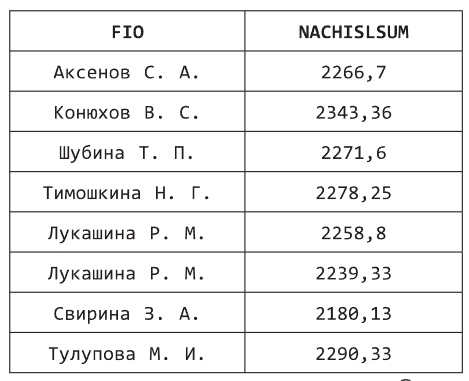 FIO NACHISLSUM
Аксенов С. А. 2266,7
Конюхов В. С. 2343,36
Шубина Т. П. 2271,6
Тимошкина Н. Г. 2278,25
Лукашина Р. М. 2258,8
Лукашина Р. М. 2239,33
Свирина З. А. 2180,13
Тулупова М. И. 2290,33